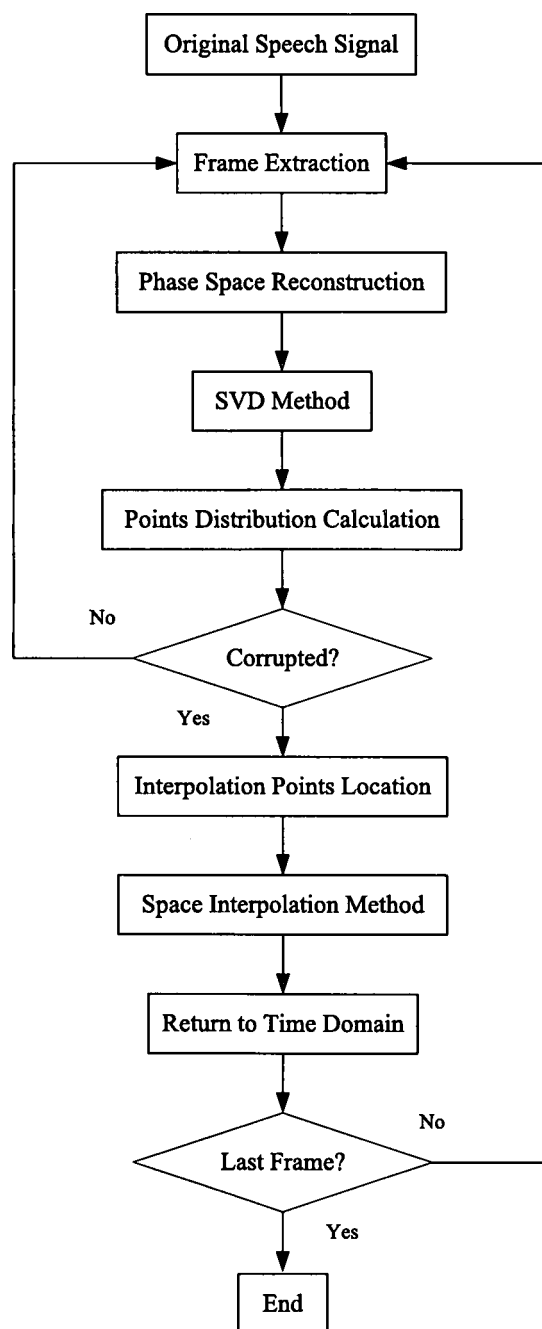 Original Speech Signal
Frame Extraction
Phase Space Reconstruction
SVD Method
Points Distribution Calculation
No
Corrupted?
Yes
Interpolation Points Location
Space Interpolation Method
Return to Time Domain
No
Last Frame?
Yes
End